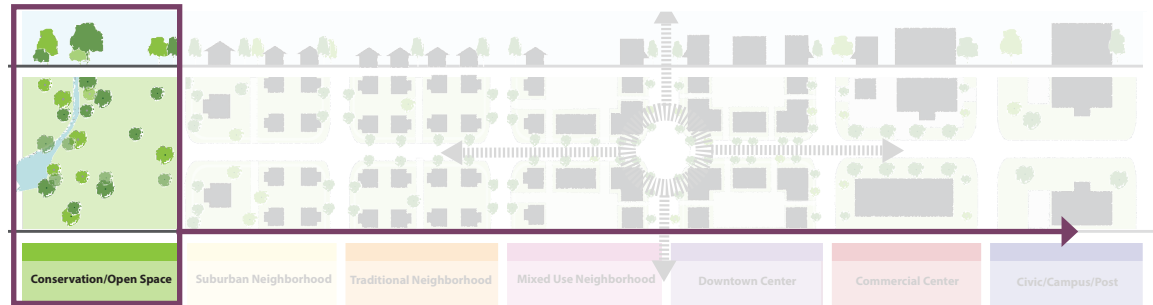 Conservation/Open Space
Suburban Neighborhood
Traditional Neighborhood
Mixed Use Neighborhood
Downtown Center
Commercial Center
Civic/Campus/Post